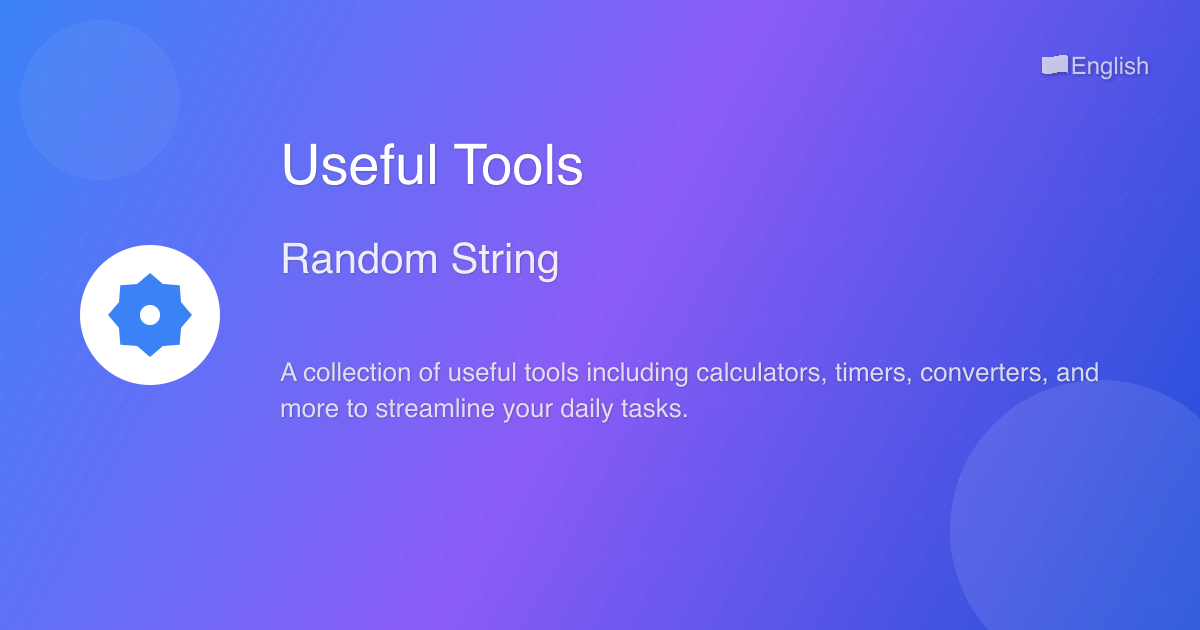 English
Useful Tools
Random String
A collection of useful tools including calculators, timers, converters, and
more to streamline your daily tasks.